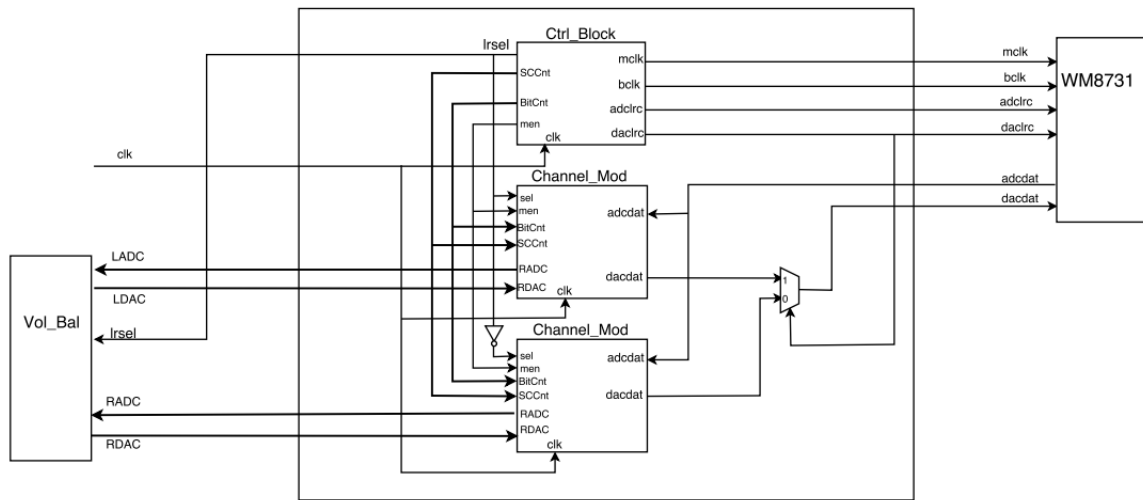 Ctrl_Block
lrsel
mclk
mclk
SCCnt
WM8731
bclk
bclk
BitCnt
adclrc
adclrc
men
daclrc
daclrc
clk
clk
Channel_Mod
adcdat
sel
men
adcdat
dacdat
BitCnt
SCCnt
LADC
RADC
dacdat
1
RDAC
LDAC
clk
0
Vol_Bal
lrsel
Channel_Mod
sel
adcdat
men
BitCnt
SCCnt
dacdat
RADC
RADC
RDAC
RDAC
clk